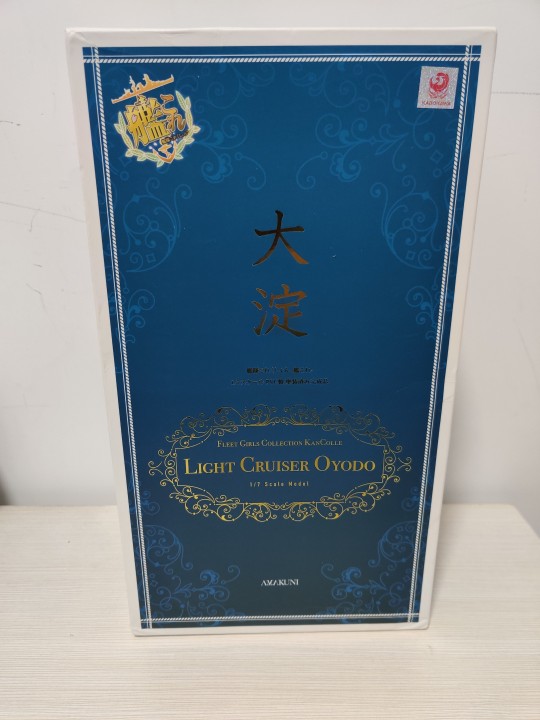 艦これ
KADOKAWA
大
淀
FLEET GIRLS COLLECTION KANCOLLE
LIGHT CRUISER OYODO
1/7 Scale Model
AMAKUNI